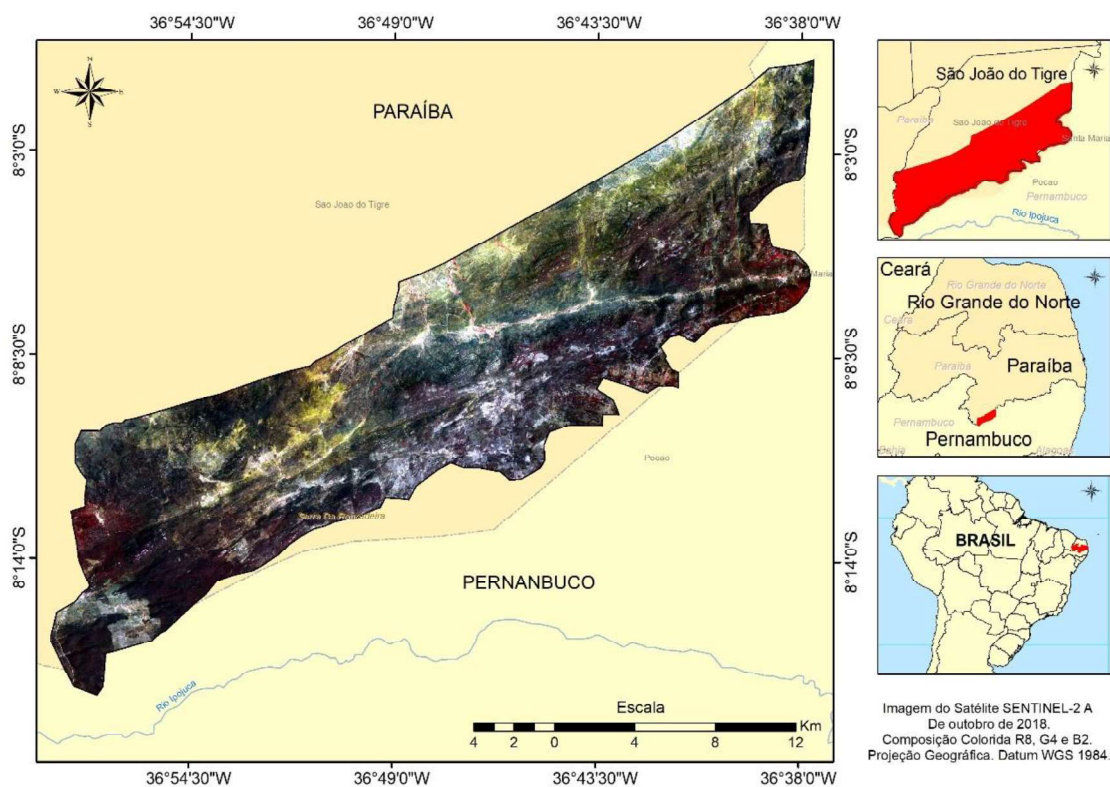 36°54'30"W 36°49'0"W 36°43'30"W 36°38'0"W
N
W E
S
PARAÍBA
8°3'0"S
8°3'0"S
Sao Joao do Tigre
Maria
8°8'30"S
8°8'30"S
Pocao
8°14'0"S
8°14'0"S
PERNANBUCO
Rio Ipojuca
Escala
Km
4 2 0 4 8 12
36°54'30"W 36°49'0"W 36°43'30"W 36°38'0"W
São João do Tigre
Paraíba
Sao Joao do Tigre
Santa Maria
Pocao
Pernambuco
Rio Ipojuca
Ceará
Rio Grande do Norte
Rio Grande do Norte
Ceara
Paraíba
Paraíba
Pernambuco
Pernambuco
Bahia
Alagoas
BRASIL
Imagem do Satélite SENTINEL-2 A
De outubro de 2018.
Composição Colorida R8, G4 e B2.
Projeção Geográfica. Datum WGS 1984.